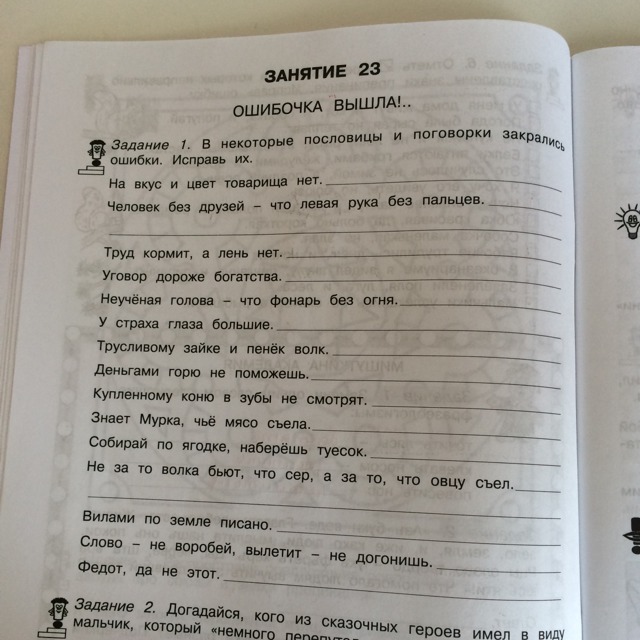 ЗАНЯТИЕ 23
ОШИБОЧКА ВЫШЛА!..
Задание 1. В некоторые пословицы и поговорки закрались
ошибки. Исправь их.
На вкус и цвет товарища нет.
Человек без друзей – что левая рука без пальцев.
Труд кормит, а лень нет.
Уговор дороже богатства.
Неучёная голова – что фонарь без огня.
У страха глаза большие.
Трусливому зайке и пенёк волк.
Деньгами горю не поможешь.
Купленному коню в зубы не смотрят.
Знает Мурка, чьё мясо съела.
Собирай по ягодке, наберёшь туесок.
Не за то волка бьют, что сер, а за то, что овцу съел.
Вилами по земле писано.
Слово – не воробей, вылетит – не догонишь.
Федот, да не этот.
Задание 2. Догадайся, кого из сказочных героев имел в виду
мальчик, который «немного